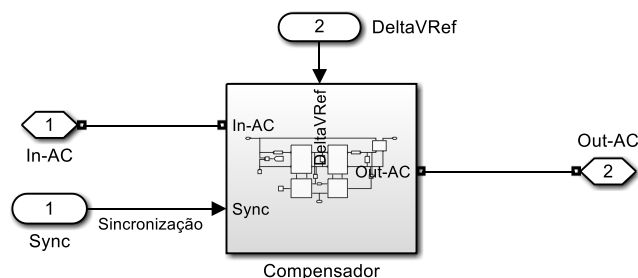 2
DeltaVRef
1
In-AC
In-AC
DeltaVRef
Out-AC
Out-AC
2
1
Sync
Sincronização
Sync
Compensador